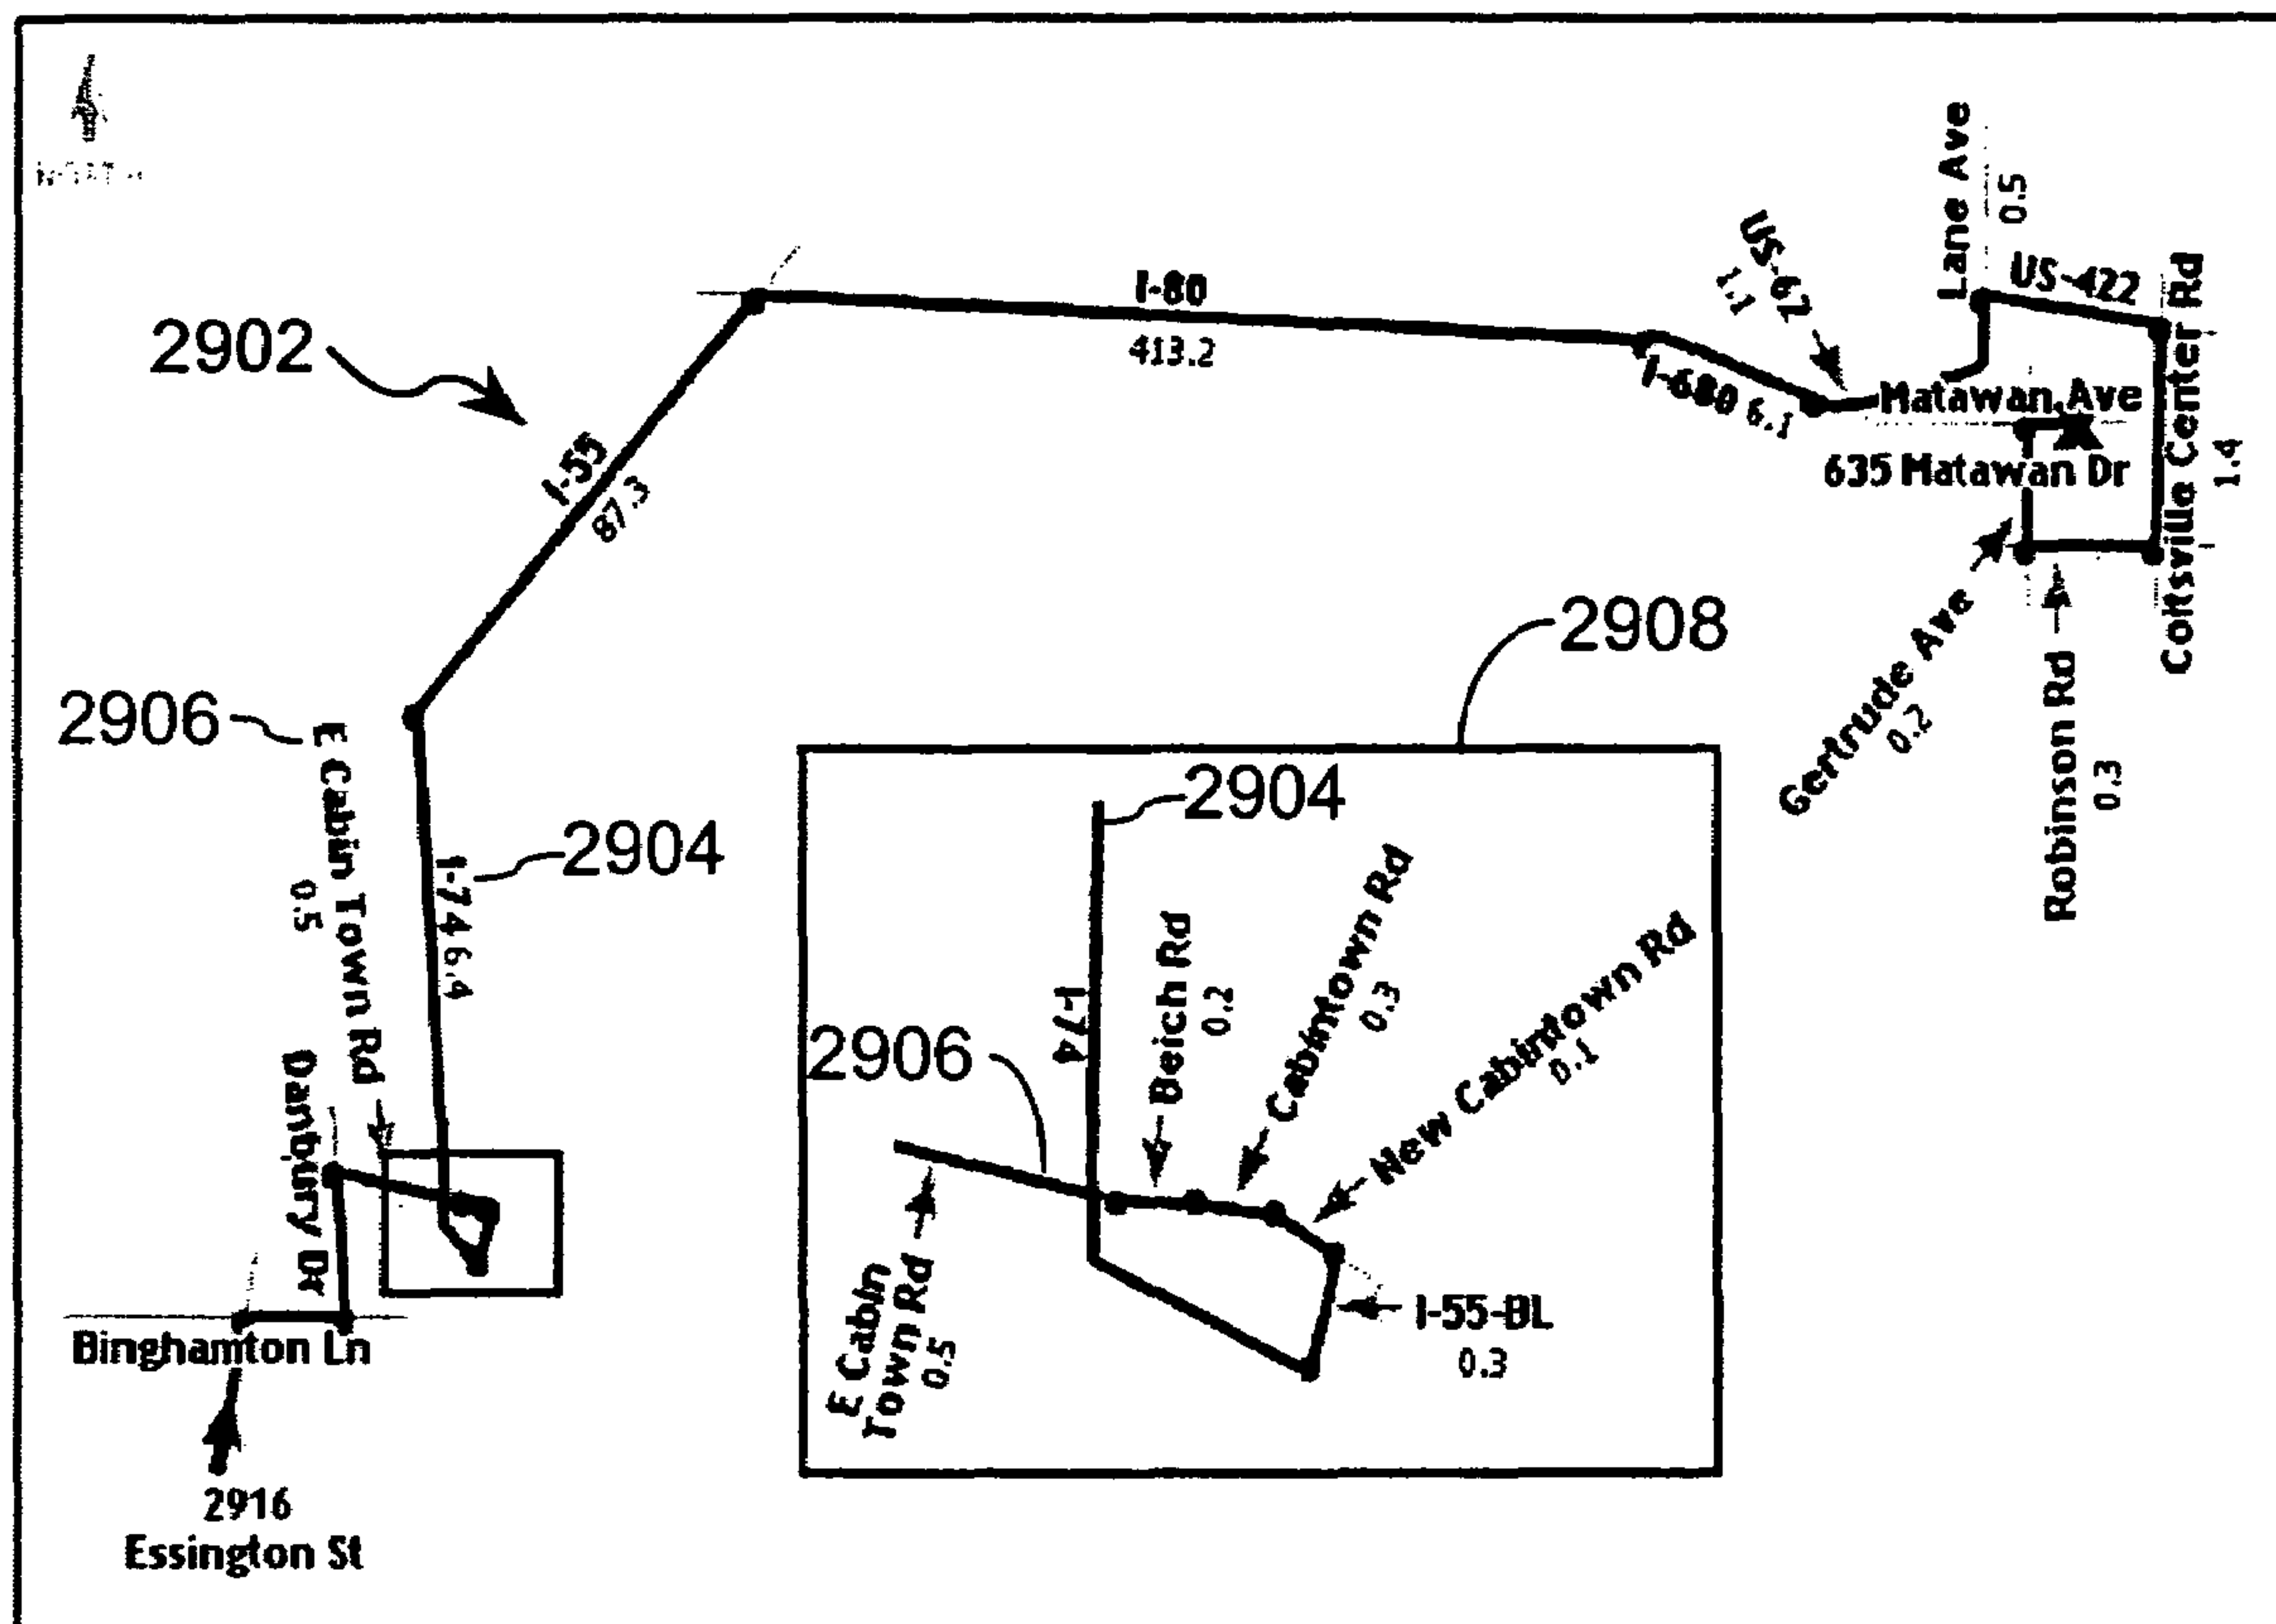 NORTH
Lane Ave
0.5
US-62
1.1
US-422
I-80
413.2
2902
I-680 6.1
Matawan Ave
635 Matawan Dr
Coitsville Center Rd
1.4
I-55
87.3
Gertrude Ave
0.2
Robinson Rd
0.3
2908
2906
E Cabin Town Rd
0.5
2904
I-74 6.4
Danbury Dr
Binghamton Ln
2916
Essington St
2904
I-74
Beich Rd
0.2
Cabintown Rd
0.3
New Cabintown Rd
0.1
2906
E Cabin
Town Rd
0.5
I-55-BL
0.3